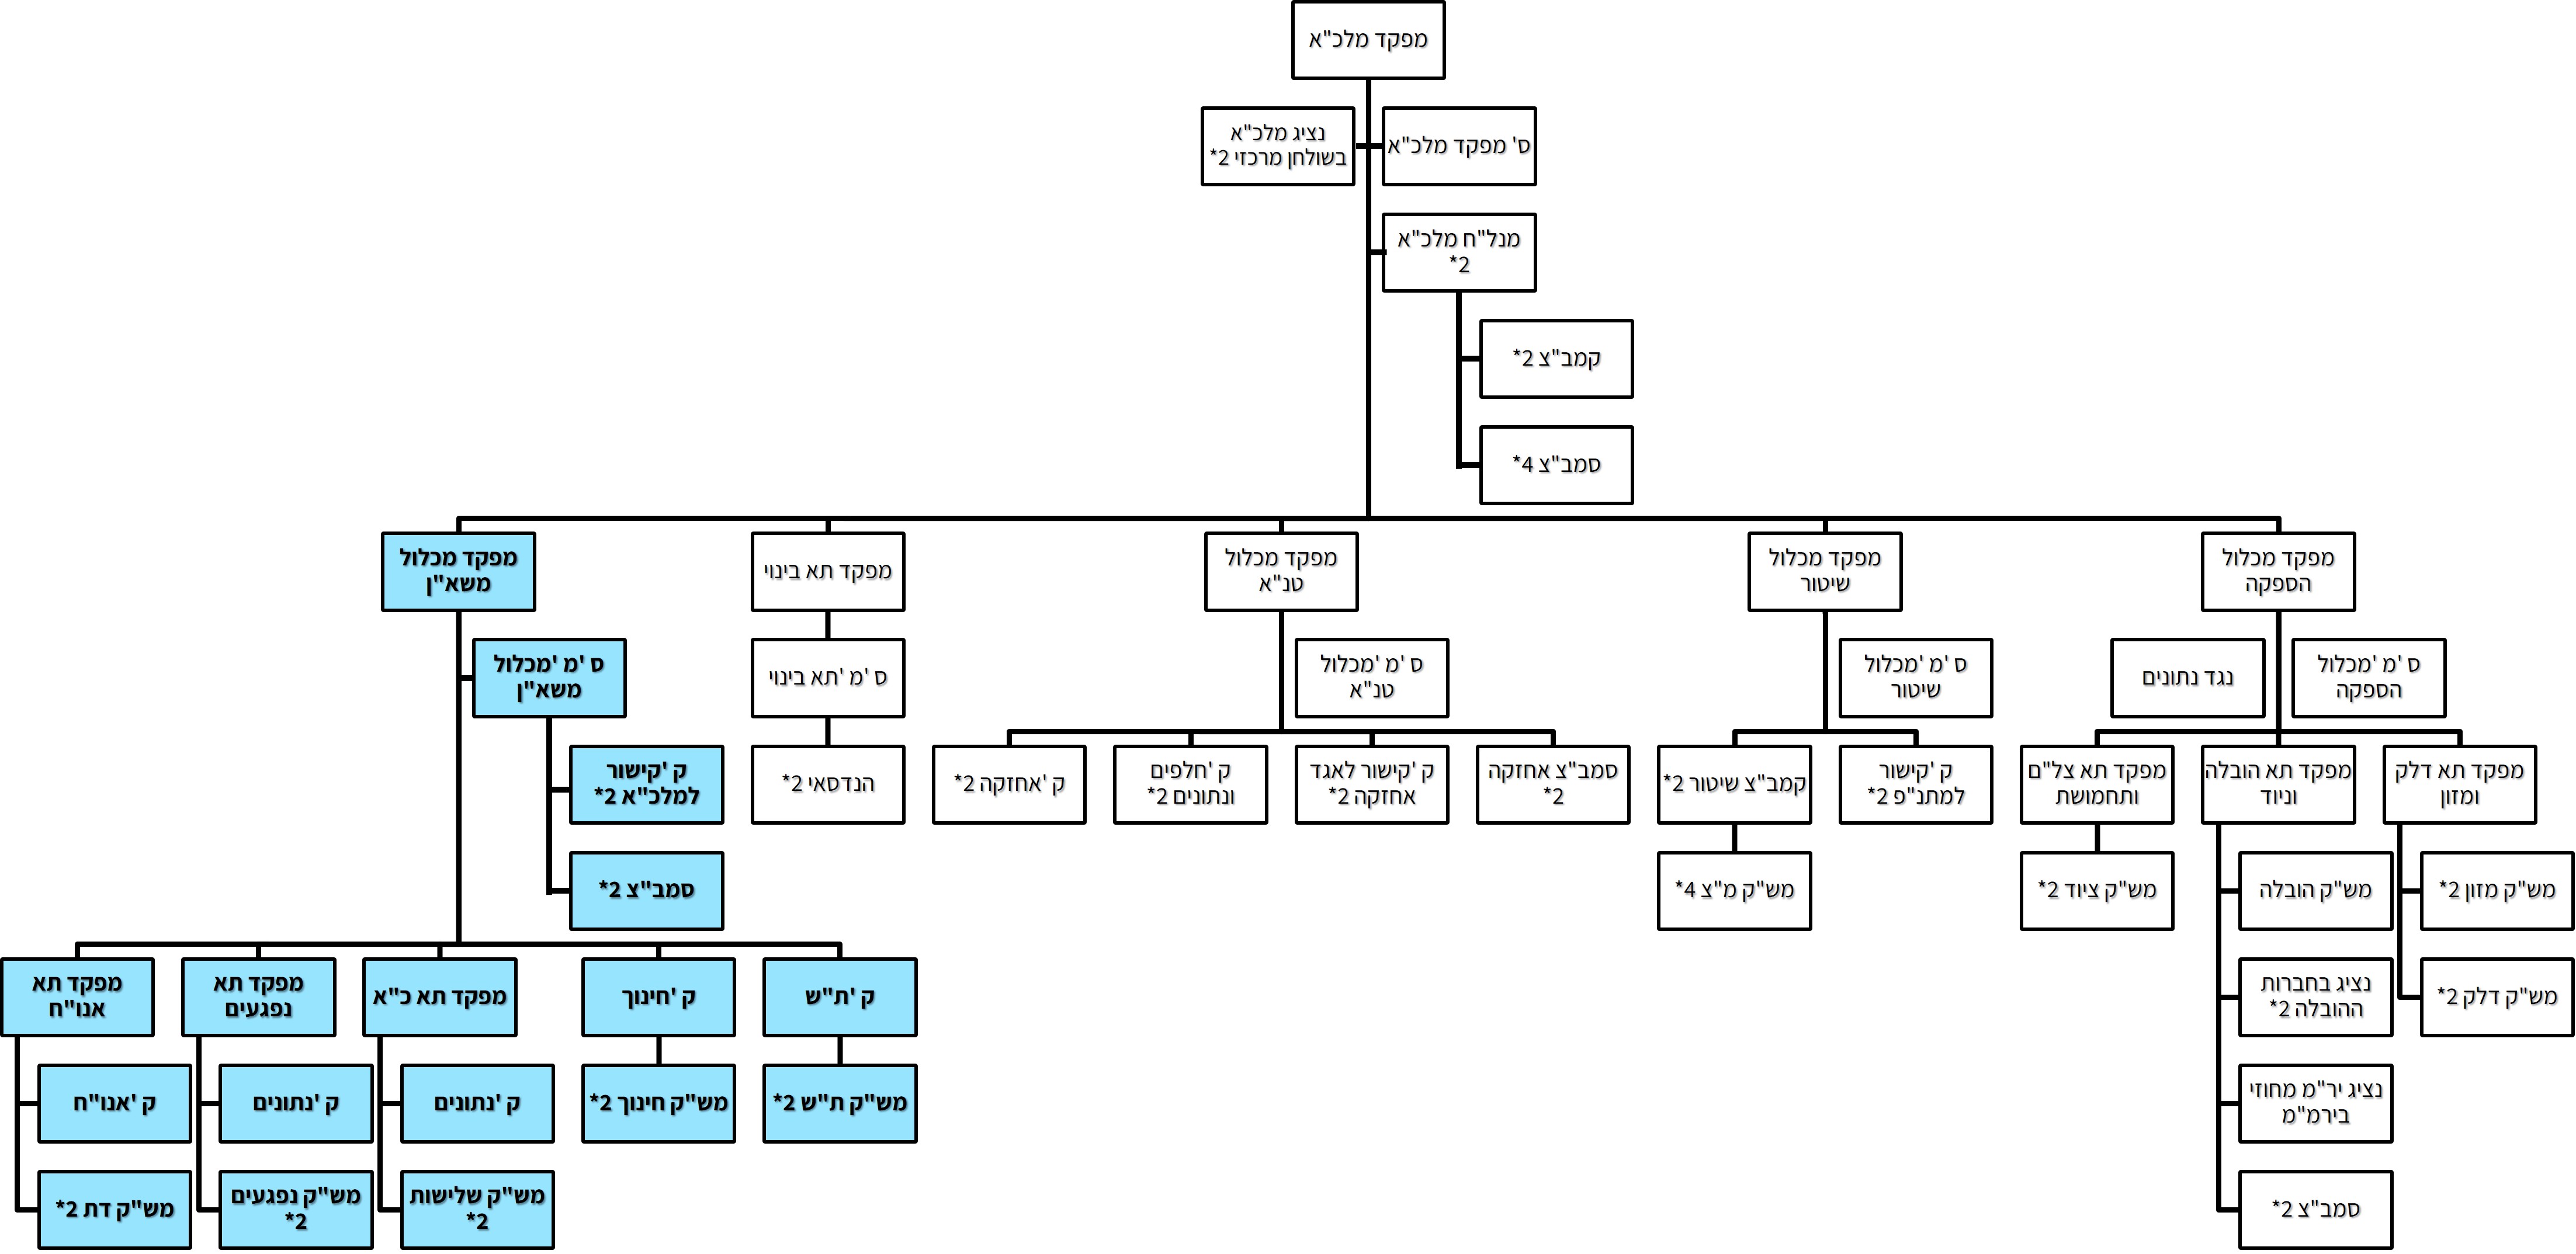 מפקד מלכ"א
ס' מפקד מלכ"א
נציג מלכ"א
בשולחן מרכזי 2*
מנל"ח מלכ"א
2*
קמב"צ 2*
סמב"צ 4*
מפקד מכלול
הספקה
מפקד מכלול
שיטור
מפקד מכלול
טנ"א
מפקד תא בינוי
מפקד מכלול
משא"ן
ס 'מ 'מכלול
הספקה
נגד נתונים
ס 'מ 'מכלול
שיטור
ס 'מ 'מכלול
טנ"א
ס 'מ 'תא בינוי
ס 'מ 'מכלול
משא"ן
מפקד תא דלק
ומזון
מפקד תא הובלה
וניוד
מפקד תא צל"ם
ותחמושת
ק 'קישור
למתנ"פ 2*
קמב"צ שיטור 2*
סמב"צ אחזקה
2*
ק 'קישור לאגד
אחזקה 2*
ק 'חלפים
ונתונים 2*
ק 'אחזקה 2*
הנדסאי 2*
ק 'קישור
למלכ"א 2*
מש"ק מזון 2*
מש"ק הובלה
מש"ק ציוד 2*
מש"ק מ"צ 4*
סמב"צ 2*
מש"ק דלק 2*
נציג בחברות
ההובלה 2*
ק 'ת"ש
ק 'חינוך
מפקד תא כ"א
מפקד תא
נפגעים
מפקד תא
אנו"ח
נציג יר"מ מחוזי
בירמ"מ
מש"ק ת"ש 2*
מש"ק חינוך 2*
ק 'נתונים
ק 'נתונים
ק 'אנו"ח
סמב"צ 2*
מש"ק שלישות
2*
מש"ק נפגעים
2*
מש"ק דת 2*